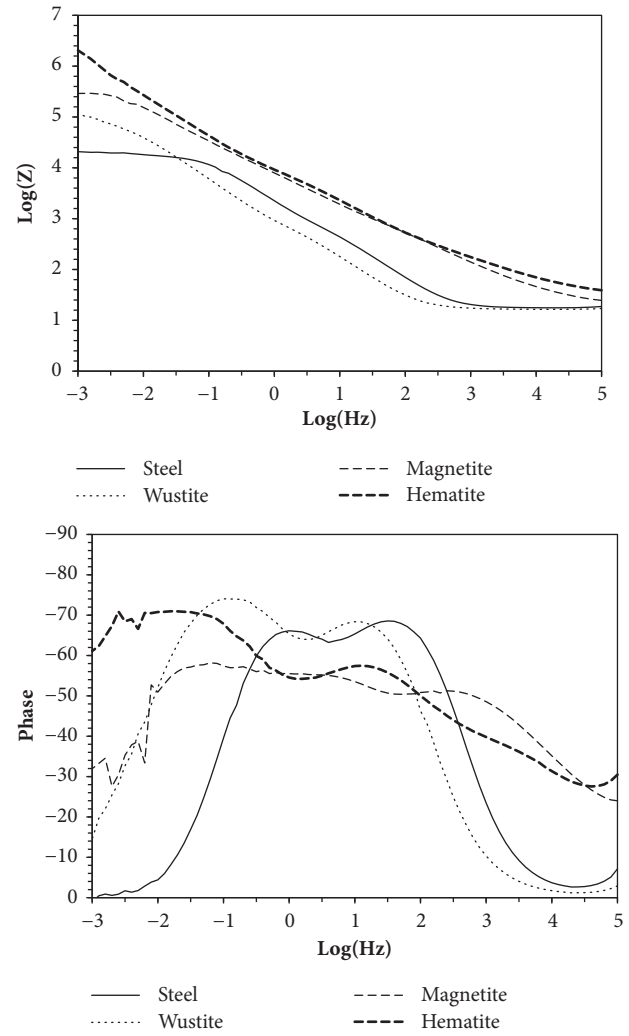 7
6
5
4
3
2
1
0
Log(Z)
−3 −2 −1 0 1 2 3 4 5
Log(Hz)
Steel Magnetite
Wustite Hematite
−90
−80
−70
−60
−50
−40
−30
−20
−10
0
Phase
−3 −2 −1 0 1 2 3 4 5
Log(Hz)
Steel Magnetite
Wustite Hematite